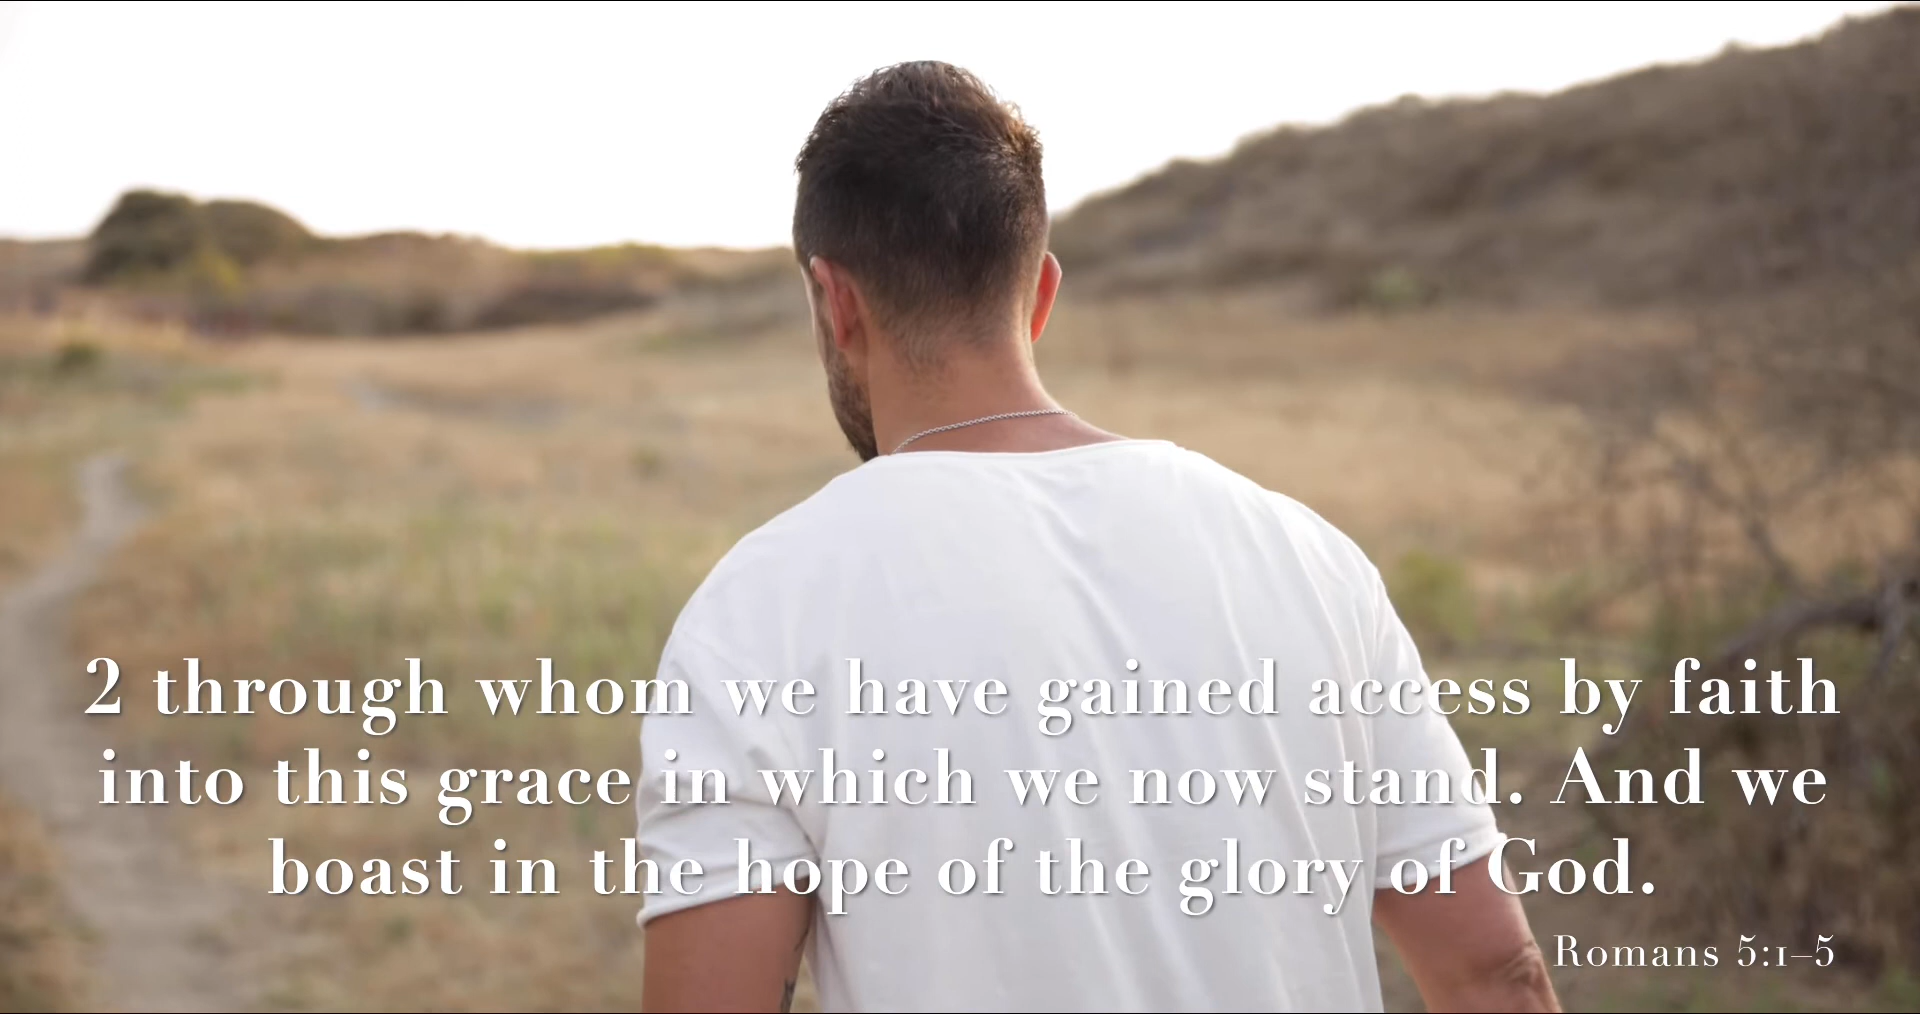 2 through whom we have gained access by faith
into this grace in which we now stand. And we
boast in the hope of the glory of God.
Romans 5:1–5